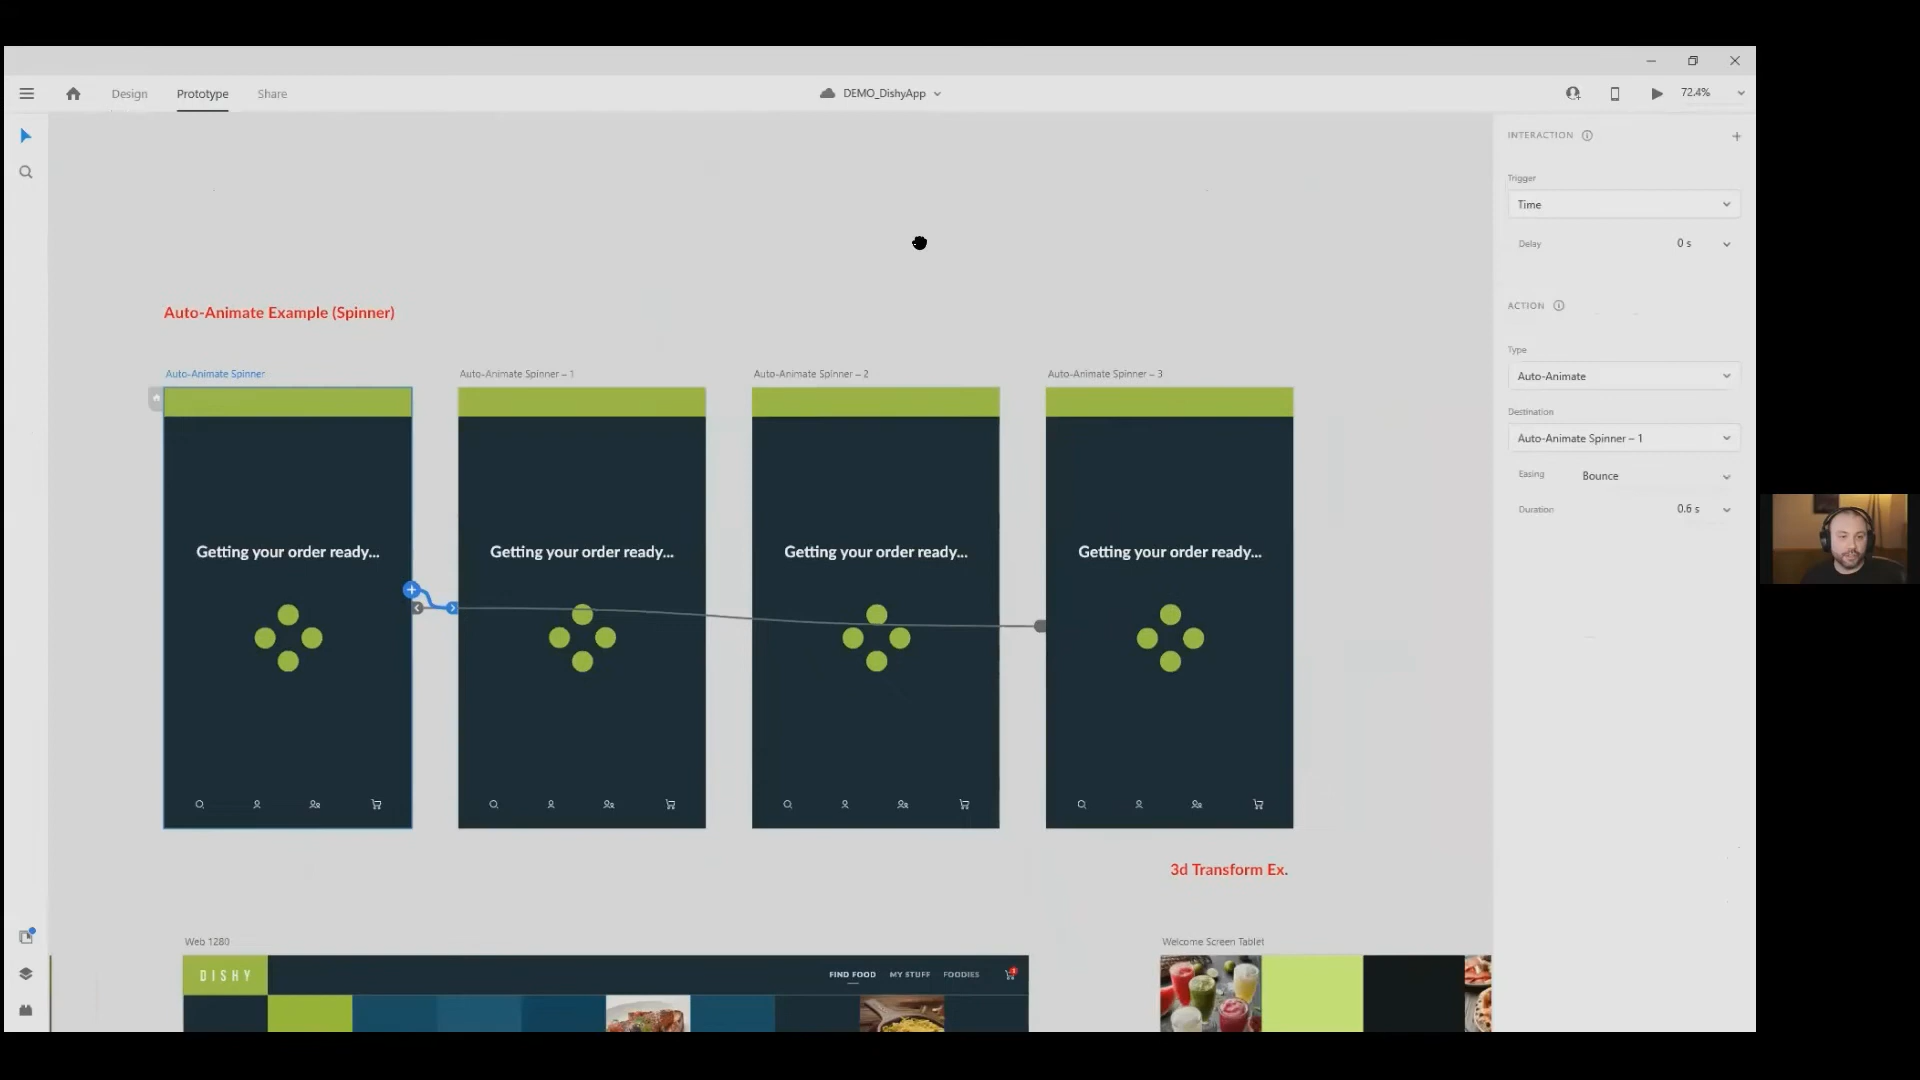 Design
Prototype
Share
DEMO_DishyApp
72.4%
INTERACTION
Trigger
Time
Delay
0 s
ACTION
Type
Auto-Animate
Destination
Auto-Animate Spinner – 1
Easing
Bounce
Duration
0.6 s
Auto-Animate Example (Spinner)
Auto-Animate Spinner
Auto-Animate Spinner – 1
Auto-Animate Spinner – 2
Auto-Animate Spinner – 3
Getting your order ready...
Getting your order ready...
Getting your order ready...
Getting your order ready...
3d Transform Ex.
Web 1280
Welcome Screen Tablet
DISHY
FIND FOOD
MY STUFF
FOODIES